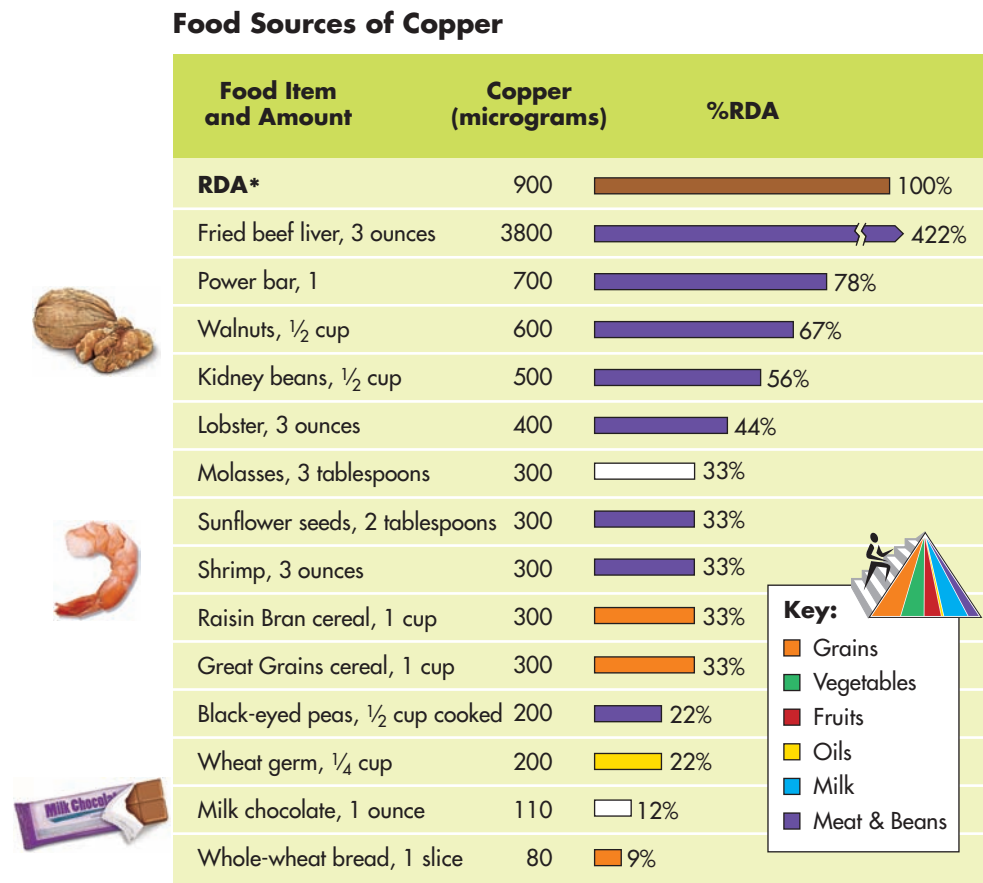 Food Sources of Copper
Food Item
and Amount
Copper
(micrograms)
%RDA
RDA* 900 100%
Fried beef liver, 3 ounces 3800 422%
Power bar, 1 700 78%
Walnuts, ½ cup 600 67%
Kidney beans, ½ cup 500 56%
Lobster, 3 ounces 400 44%
Molasses, 3 tablespoons 300 33%
Sunflower seeds, 2 tablespoons 300 33%
Shrimp, 3 ounces 300 33%
Raisin Bran cereal, 1 cup 300 33%
Great Grains cereal, 1 cup 300 33%
Black-eyed peas, ½ cup cooked 200 22%
Wheat germ, ¼ cup 200 22%
Milk chocolate, 1 ounce 110 12%
Whole-wheat bread, 1 slice 80 9%
Key:
Grains
Vegetables
Fruits
Oils
Milk
Meat & Beans
Milk